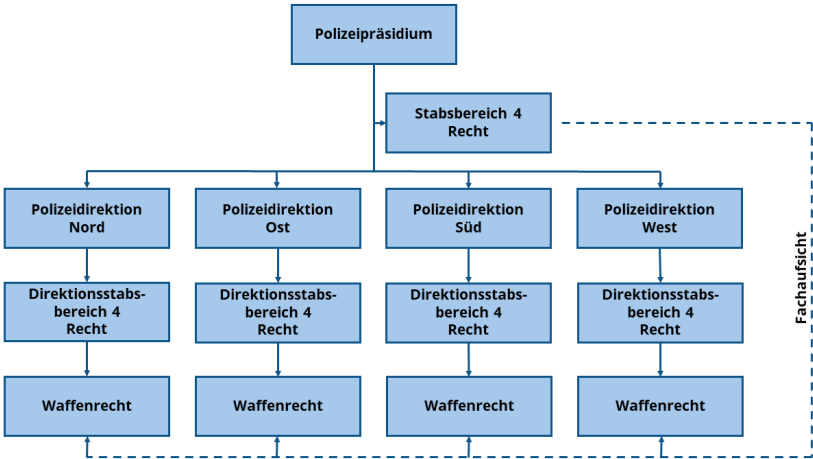 Polizeipräsidium
Stabsbereich 4
Recht
Polizeidirektion
Nord
Polizeidirektion
Ost
Polizeidirektion
Süd
Polizeidirektion
West
Direktionsstabs-
bereich 4
Recht
Direktionsstabs-
bereich 4
Recht
Direktionsstabs-
bereich 4
Recht
Direktionsstabs-
bereich 4
Recht
Waffenrecht
Waffenrecht
Waffenrecht
Waffenrecht
Fachaufsicht